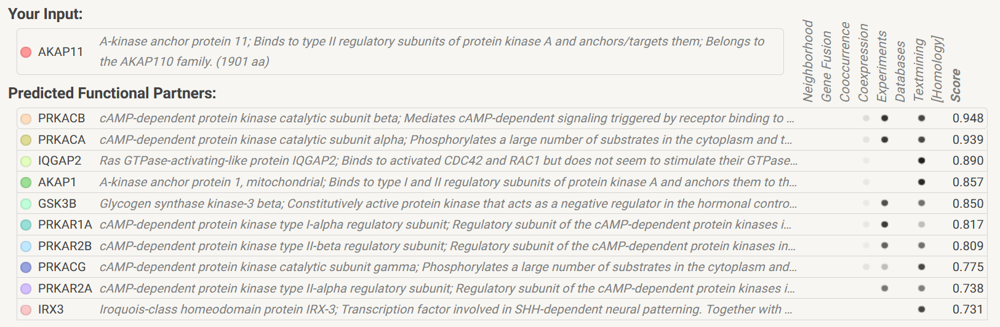 Your Input:
AKAP11 A-kinase anchor protein 11; Binds to type II regulatory subunits of protein kinase A and anchors/targets them; Belongs to
the AKAP110 family. (1901 aa)
Neighborhood
Gene Fusion
Cooccurrence
Coexpression
Experiments
Databases
Textmining
[Homology]
Score
Predicted Functional Partners:
PRKACB cAMP-dependent protein kinase catalytic subunit beta; Mediates cAMP-dependent signaling triggered by receptor binding to ... 0.948
PRKACA cAMP-dependent protein kinase catalytic subunit alpha; Phosphorylates a large number of substrates in the cytoplasm and t... 0.939
IQGAP2 Ras GTPase-activating-like protein IQGAP2; Binds to activated CDC42 and RAC1 but does not seem to stimulate their GTPase... 0.890
AKAP1 A-kinase anchor protein 1, mitochondrial; Binds to type I and II regulatory subunits of protein kinase A and anchors them to th... 0.857
GSK3B Glycogen synthase kinase-3 beta; Constitutively active protein kinase that acts as a negative regulator in the hormonal contro... 0.850
PRKAR1A cAMP-dependent protein kinase type I-alpha regulatory subunit; Regulatory subunit of the cAMP-dependent protein kinases i... 0.817
PRKAR2B cAMP-dependent protein kinase type II-beta regulatory subunit; Regulatory subunit of the cAMP-dependent protein kinases in... 0.809
PRKACG cAMP-dependent protein kinase catalytic subunit gamma; Phosphorylates a large number of substrates in the cytoplasm and... 0.775
PRKAR2A cAMP-dependent protein kinase type II-alpha regulatory subunit; Regulatory subunit of the cAMP-dependent protein kinases i... 0.738
IRX3 Iroquois-class homeodomain protein IRX-3; Transcription factor involved in SHH-dependent neural patterning. Together with ... 0.731